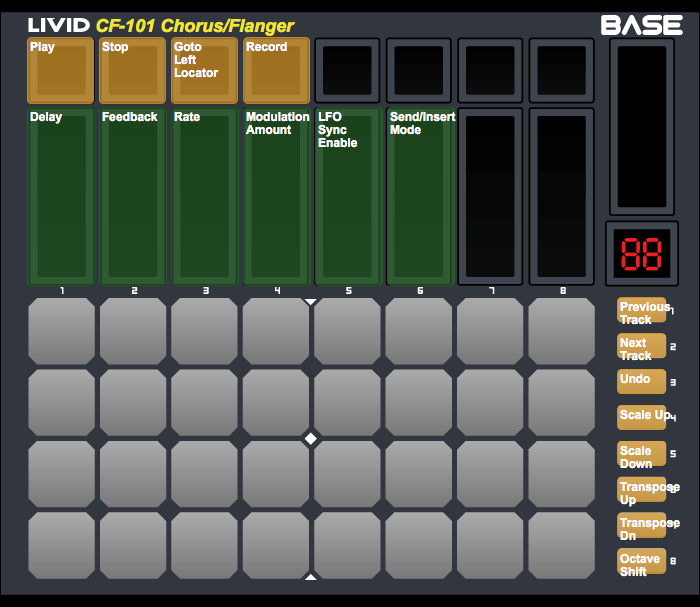 LIVID CF-101 Chorus/Flanger
BASE
Play
Stop
Goto
Left
Locator
Record
Delay
Feedback
Rate
Modulation
Amount
LFO
Sync
Enable
Send/Insert
Mode
88
1 2 3 4 5 6 7 8
Previous
Track
1
Next
Track
2
Undo
3
Scale Up
4
Scale
Down
5
Transpose
Up
Transpose
Dn
Octave
Shift
8